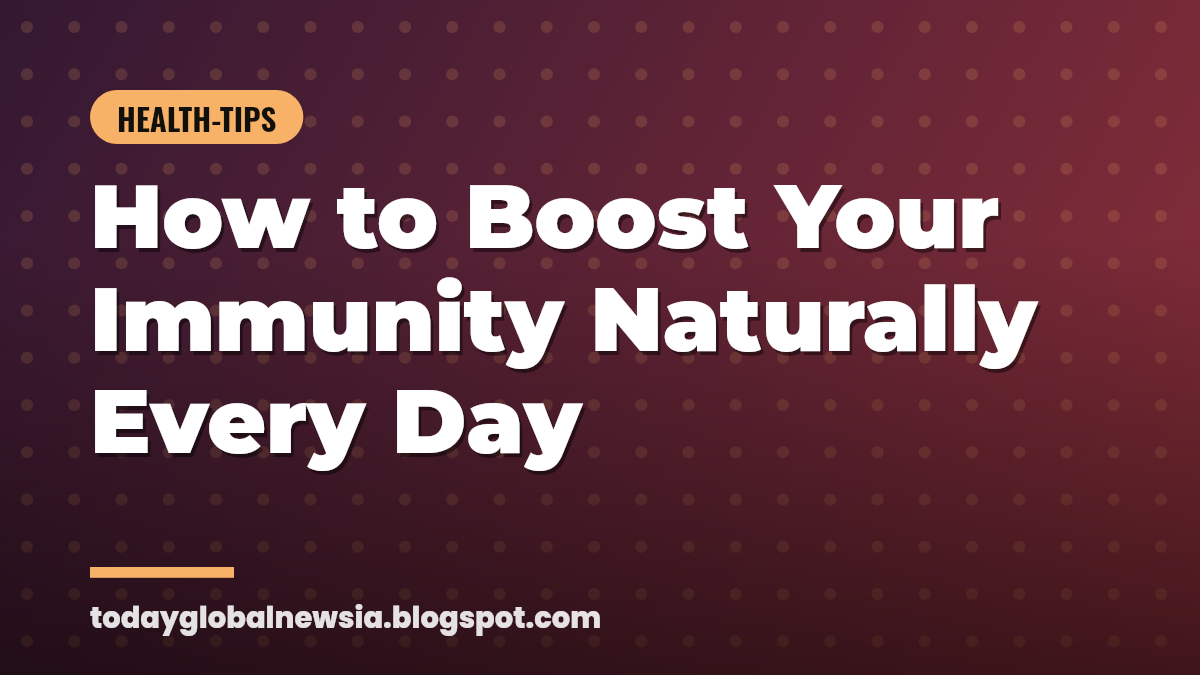 HEALTH-TIPS
How to Boost Your
Immunity Naturally
Every Day
todayglobalnewsia.blogspot.com